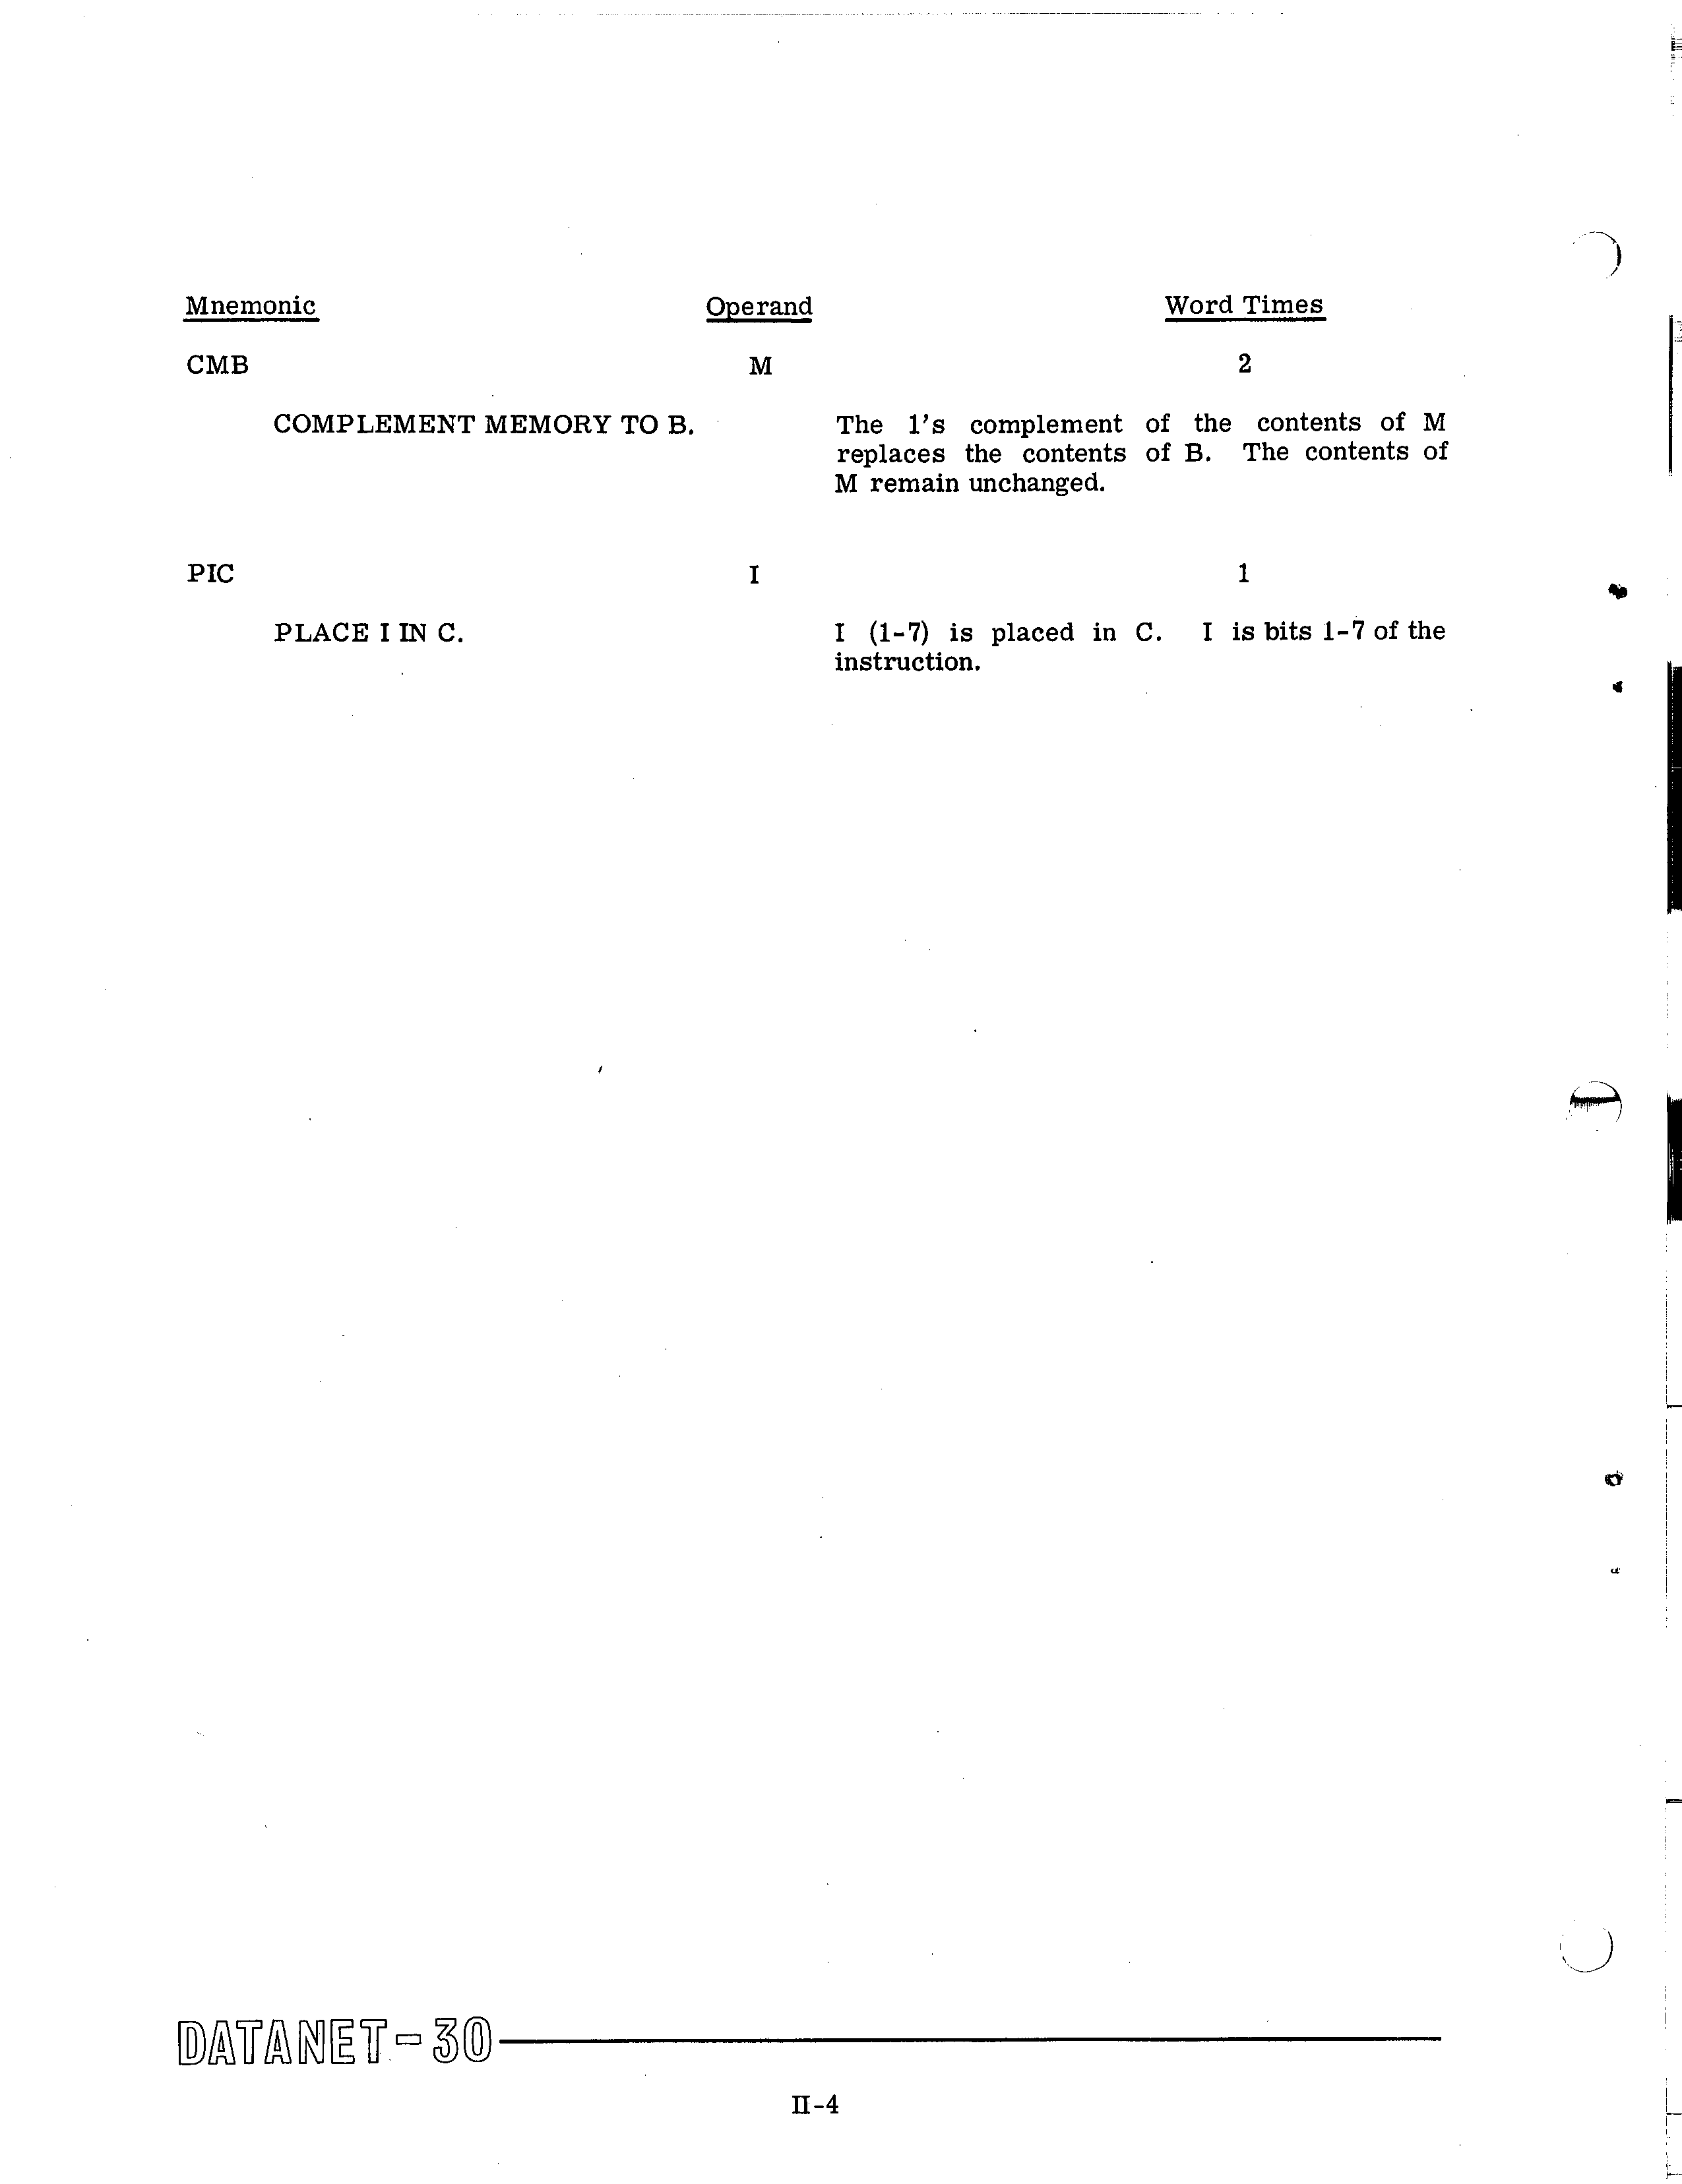 Mnemonic Operand Word Times
CMB M 2
COMPLEMENT MEMORY TO B. The 1's complement of the contents of M
replaces the contents of B. The contents of
M remain unchanged.
PIC I 1
PLACE I IN C. I (1-7) is placed in C. I is bits 1-7 of the
instruction.
DATANET-30
II-4